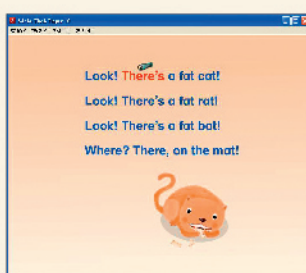 Look! There's a fat cat!
Look! There's a fat rat!
Look! There's a fat bat!
Where? There, on the mat!